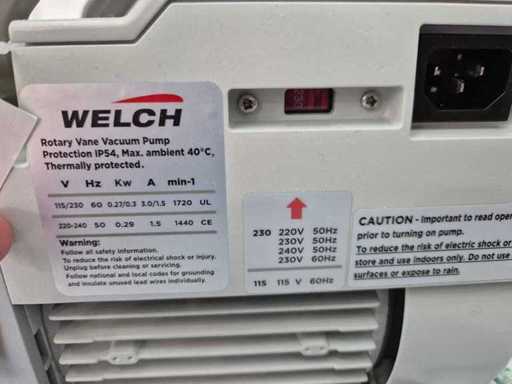 WELCH
Rotary Vane Vacuum Pump
Protection IP54, Max. ambient 40°C,
Thermally protected.
V Hz Kw A min-1
115/230 60 0.27/0.3 3.0/1.5 1720 UL
220-240 50 0.29 1.5 1440 CE
Warning:
Follow all safety information.
To reduce the risk of electrical shock or injury.
Unplug before cleaning or servicing.
Follow national and local codes for grounding
and insulate unused lead wires individually.
230
230 220V 50Hz
230V 50Hz
240V 50Hz
230V 60Hz
115 115 V 60Hz
CAUTION - Important to read oper
prior to turning on pump.
To reduce the risk of electric shock or
store and use indoors only. Do not use
surfaces or expose to rain.